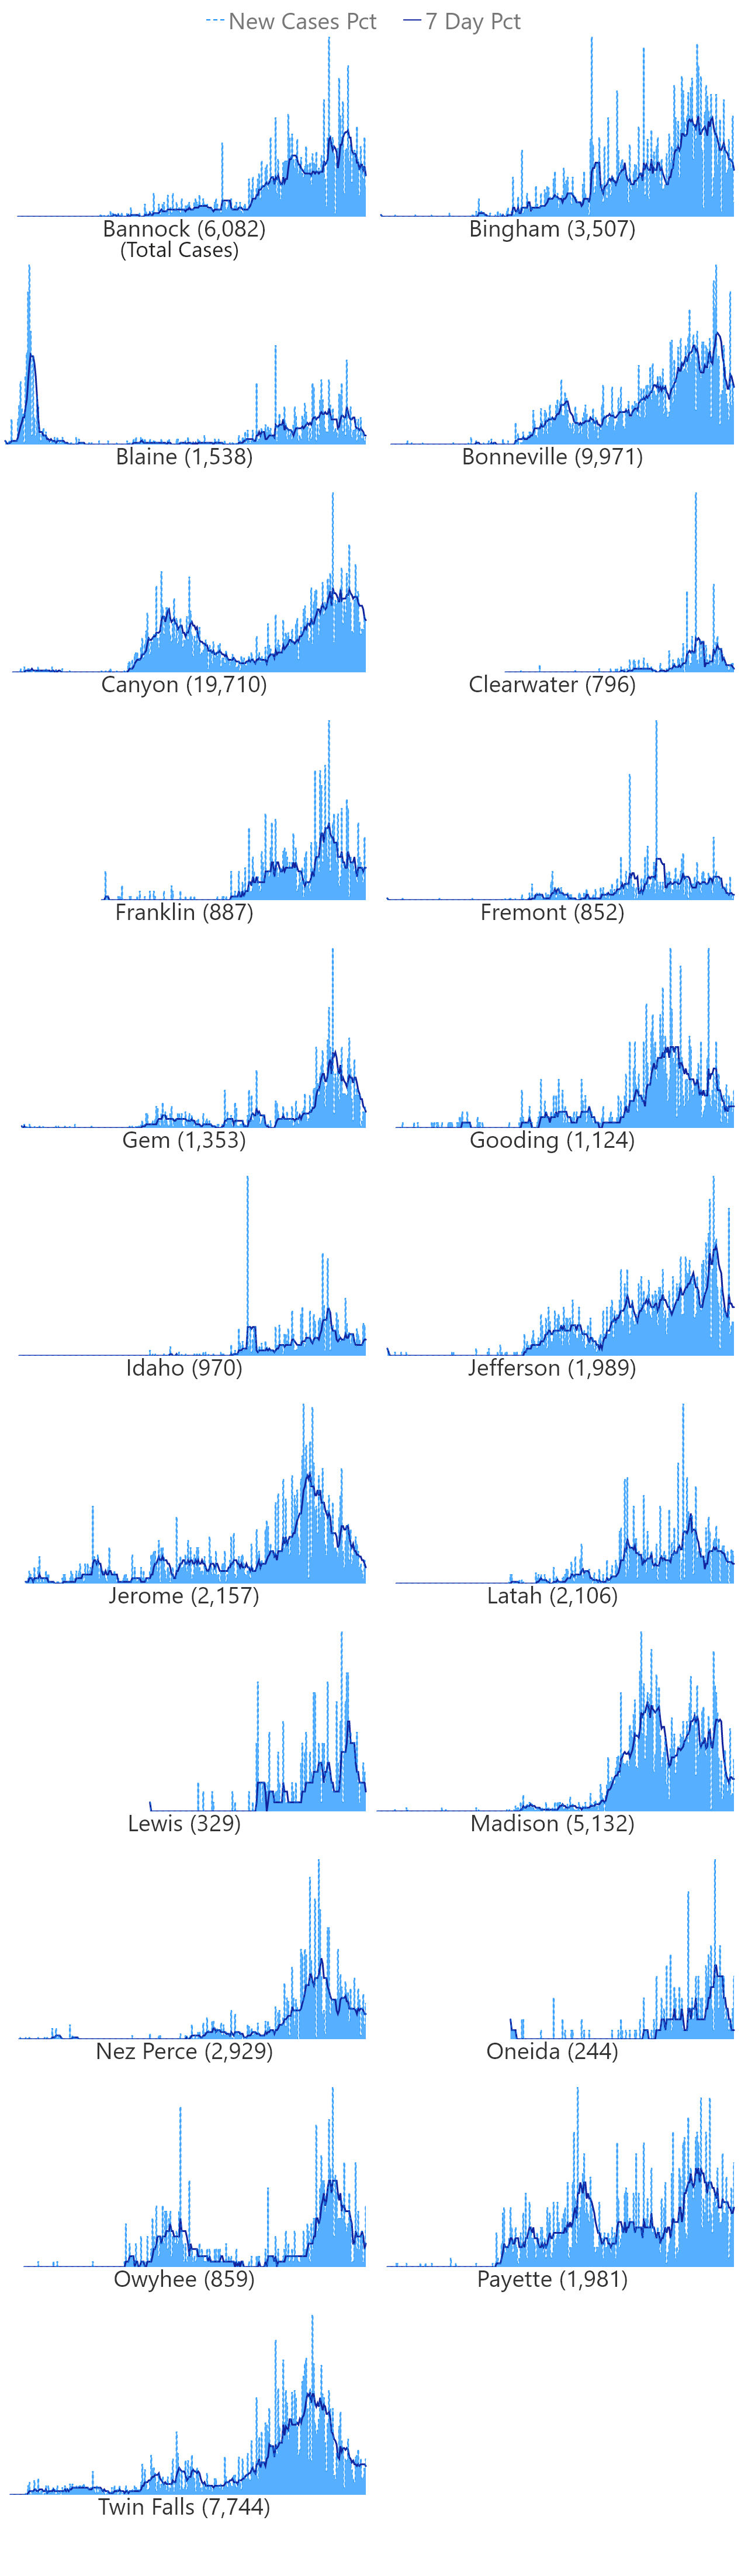 New Cases Pct 7 Day Pct
Bannock (6,082) Bingham (3,507)
(Total Cases)
Blaine (1,538) Bonneville (9,971)
Canyon (19,710) Clearwater (796)
Franklin (887) Fremont (852)
Gem (1,353) Gooding (1,124)
Idaho (970) Jefferson (1,989)
Jerome (2,157) Latah (2,106)
Lewis (329) Madison (5,132)
Nez Perce (2,929) Oneida (244)
Owyhee (859) Payette (1,981)
Twin Falls (7,744)